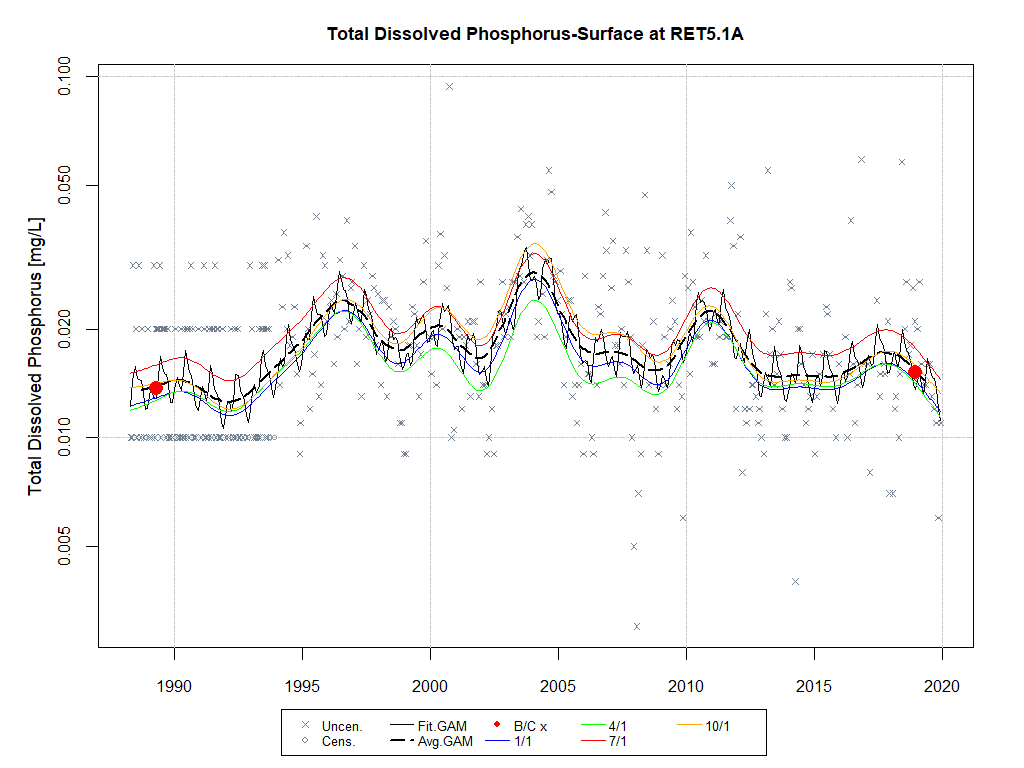 Total Dissolved Phosphorus-Surface at RET5.1A
Total Dissolved Phosphorus [mg/L]
0.100
0.050
0.020
0.010
0.005
1990 1995 2000 2005 2010 2015 2020
Uncen. Fit.GAM B/C x 4/1 10/1
Cens. Avg.GAM 1/1 7/1